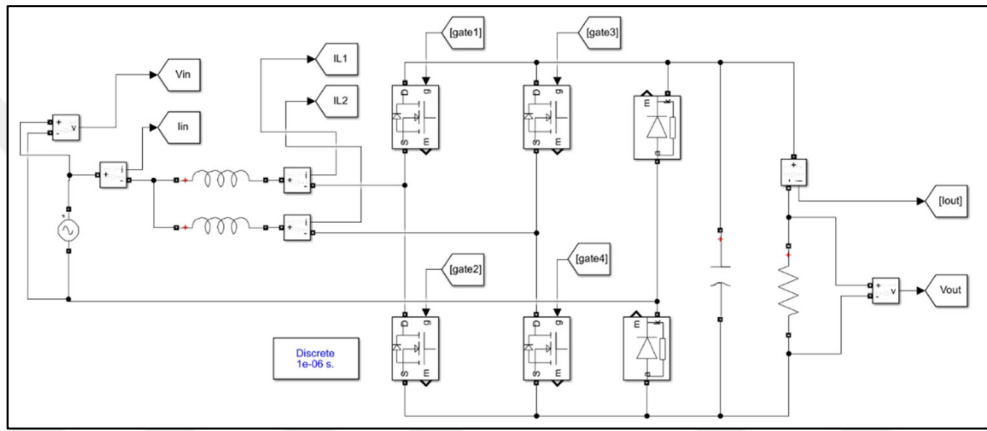 [gate1]
[gate3]
IL1
Vin
IL2
Iin
D
g
S
m
D
g
S
m
m
k
a
+
-
v
+
-
i
+
-
i
+
-
i
+
-
i
[Iout]
[gate2]
[gate4]
+
-
v
Vout
D
g
S
m
D
g
S
m
m
k
a
Discrete
1e-06 s.